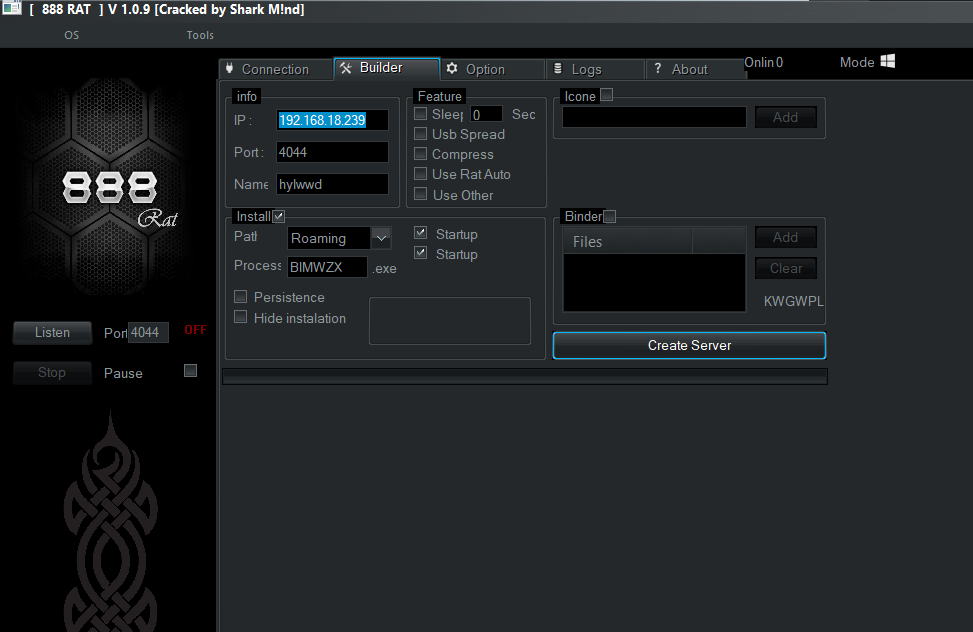 [ 888 RAT ] V 1.0.9 [Cracked by Shark M!nd]
OS Tools
Connection Builder Option Logs ? About Onlin 0 Mode
info Feature Icone
IP : 192.168.18.239 Sleep 0 Sec Add
Usb Spread
Port : 4044 Compress
Use Rat Auto
Name hylwwd Use Other
888
Rat
Install Binder
Path Roaming Startup Files Add
Startup
Process BIMWZX .exe Clear
Persistence KWGWPL
Hide instalation
Listen Port 4044 OFF Create Server
Stop Pause